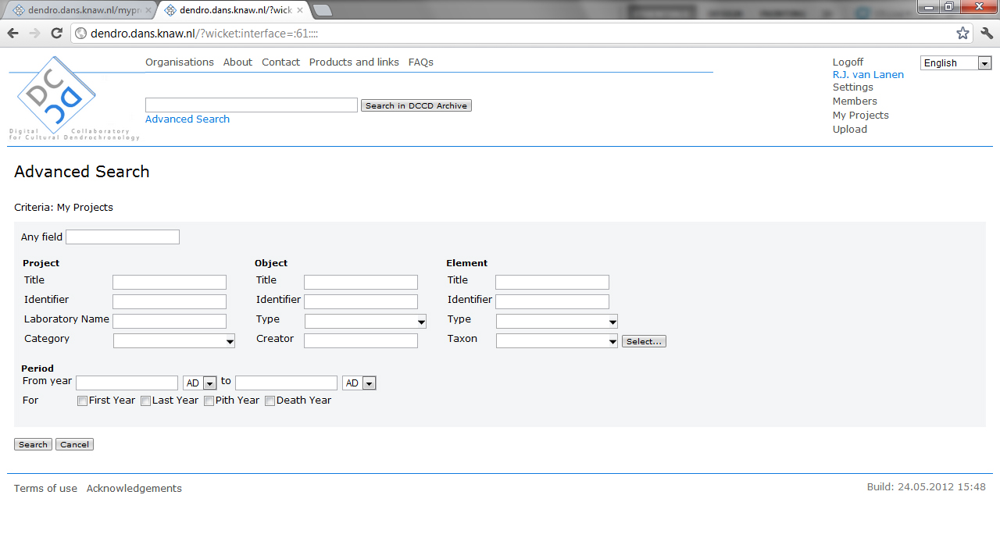 dendro.dans.knaw.nl/mypr
dendro.dans.knaw.nl/?wick
dendro.dans.knaw.nl/?wicket:interface=:61::::
Organisations About Contact Products and links FAQs
Logoff
English
R.J. van Lanen
Settings
Members
My Projects
Upload
DCCD
Digital Collaboratory
for Cultural Dendrochronology
Search in DCCD Archive
Advanced Search
Advanced Search
Criteria: My Projects
Any field
Project Object Element
Title Title Title
Identifier Identifier Identifier
Laboratory Name Type Type
Category Creator Taxon Select...
Period
From year AD to AD
For First Year Last Year Pith Year Death Year
Search Cancel
Terms of use Acknowledgements Build: 24.05.2012 15:48